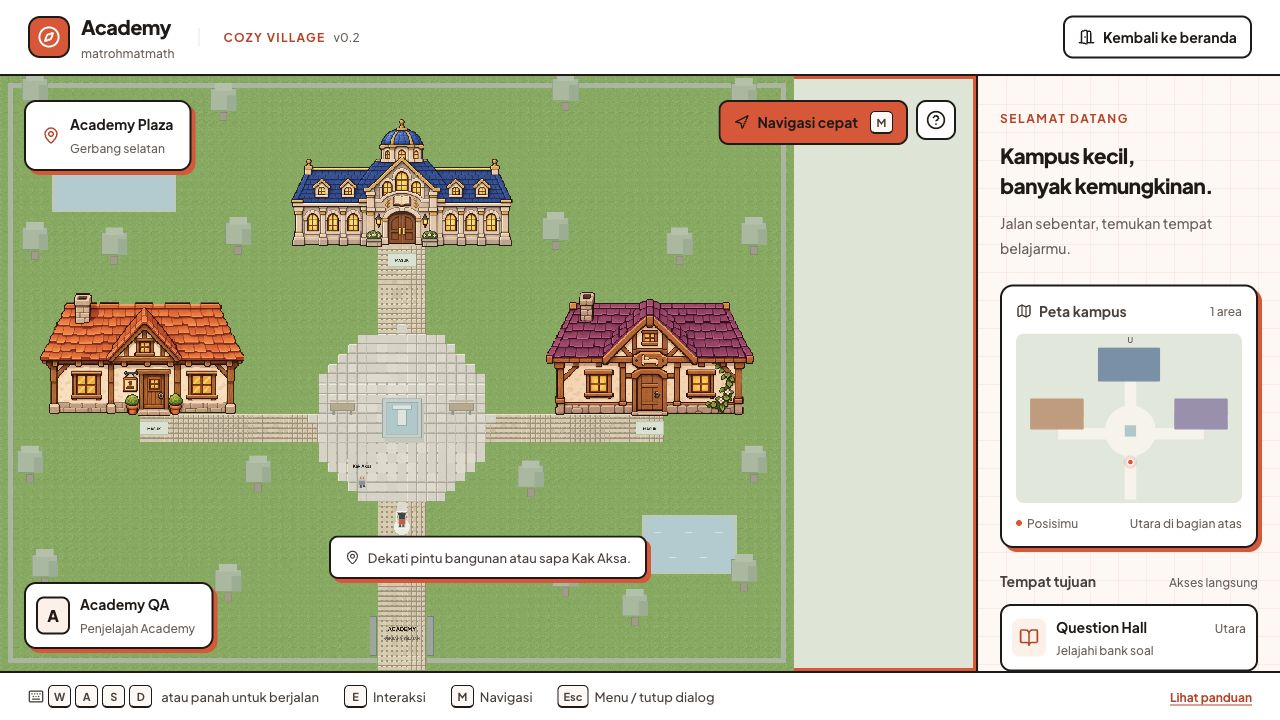 Academy
matrohmatmath
COZY VILLAGE v0.2
Kembali ke beranda
Academy Plaza
Gerbang selatan
Navigasi cepat M
MASUK
Kak Aksa
Dekati pintu bangunan atau sapa Kak Aksa.
A
Academy QA
Penjelajah Academy
ACADEMY
SELAMAT DATANG
Kampus kecil,
banyak kemungkinan.
Jalan sebentar, temukan tempat
belajarmu.
Peta kampus 1 area
U
Posisimu Utara di bagian atas
Tempat tujuan Akses langsung
Question Hall Utara
Jelajahi bank soal
W A S D atau panah untuk berjalan E Interaksi M Navigasi Esc Menu / tutup dialog
Lihat panduan